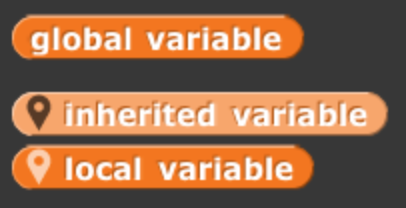 global variable
inherited variable
local variable